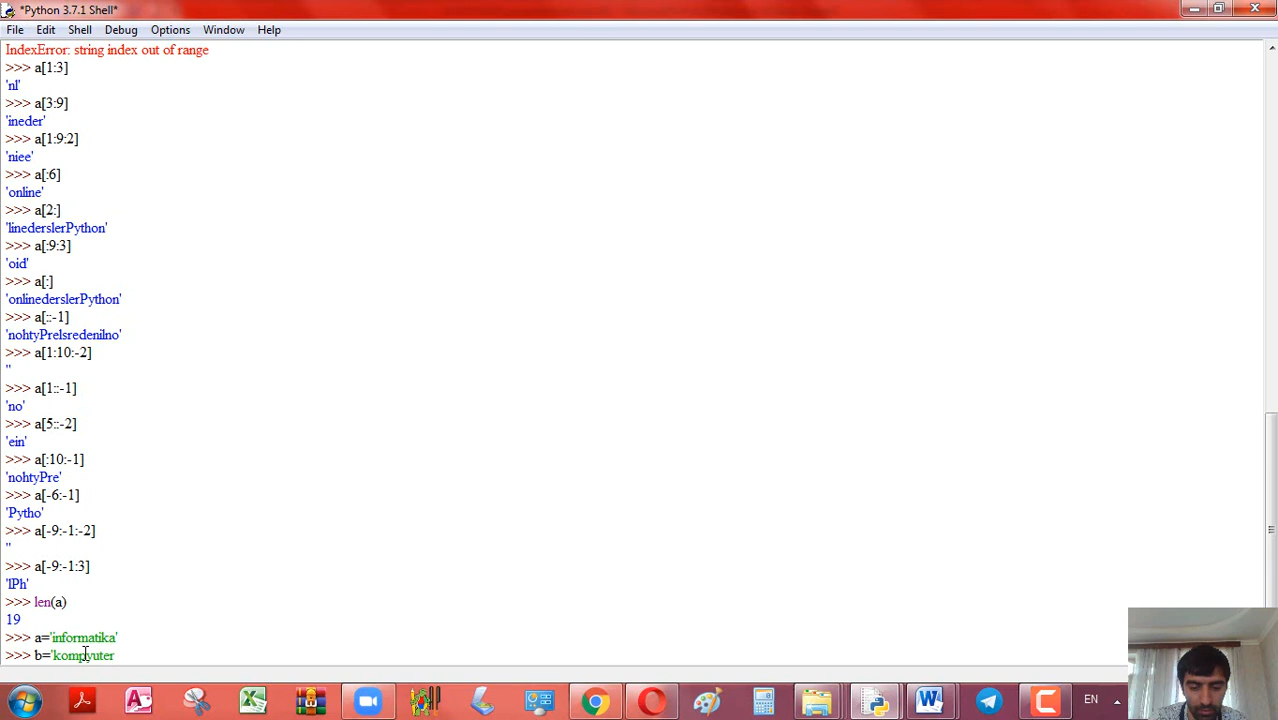 *Python 3.7.1 Shell*
File Edit Shell Debug Options Window Help
IndexError: string index out of range
>>> a[1:3]
'nl'
>>> a[3:9]
'ineder'
>>> a[1:9:2]
'niee'
>>> a[:6]
'online'
>>> a[2:]
'linederslerPython'
>>> a[:9:3]
'oid'
>>> a[:]
'onlinederslerPython'
>>> a[::-1]
'nohtyPrelsredenilno'
>>> a[1:10:-2]
''
>>> a[1::-1]
'no'
>>> a[5::-2]
'ein'
>>> a[:10:-1]
'nohtyPre'
>>> a[-6:-1]
'Pytho'
>>> a[-9:-1:-2]
''
>>> a[-9:-1:3]
'lPh'
>>> len(a)
19
>>> a='informatika'
>>> b='kompyuter
EN